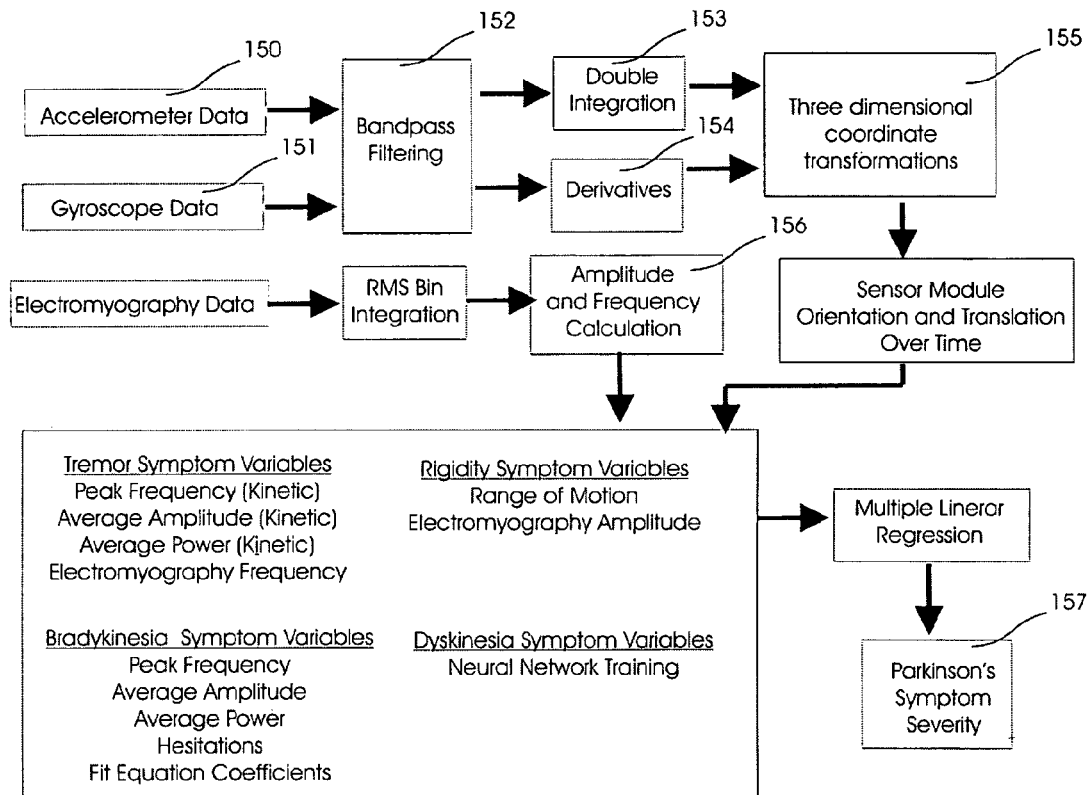 150
152
153
155
Accelerometer Data
Bandpass
Filtering
Double
Integration
Three dimensional
coordinate
transformations
151
154
Gyroscope Data
Derivatives
156
Electromyography Data
RMS Bin
Integration
Amplitude
and Frequency
Calculation
Sensor Module
Orientation and Translation
Over Time
Tremor Symptom Variables
Peak Frequency (Kinetic)
Average Amplitude (Kinetic)
Average Power (Kinetic)
Electromyography Frequency
Rigidity Symptom Variables
Range of Motion
Electromyography Amplitude
Bradykinesia Symptom Variables
Peak Frequency
Average Amplitude
Average Power
Hesitations
Fit Equation Coefficients
Dyskinesia Symptom Variables
Neural Network Training
Multiple Linerar
Regression
157
Parkinson's
Symptom
Severity